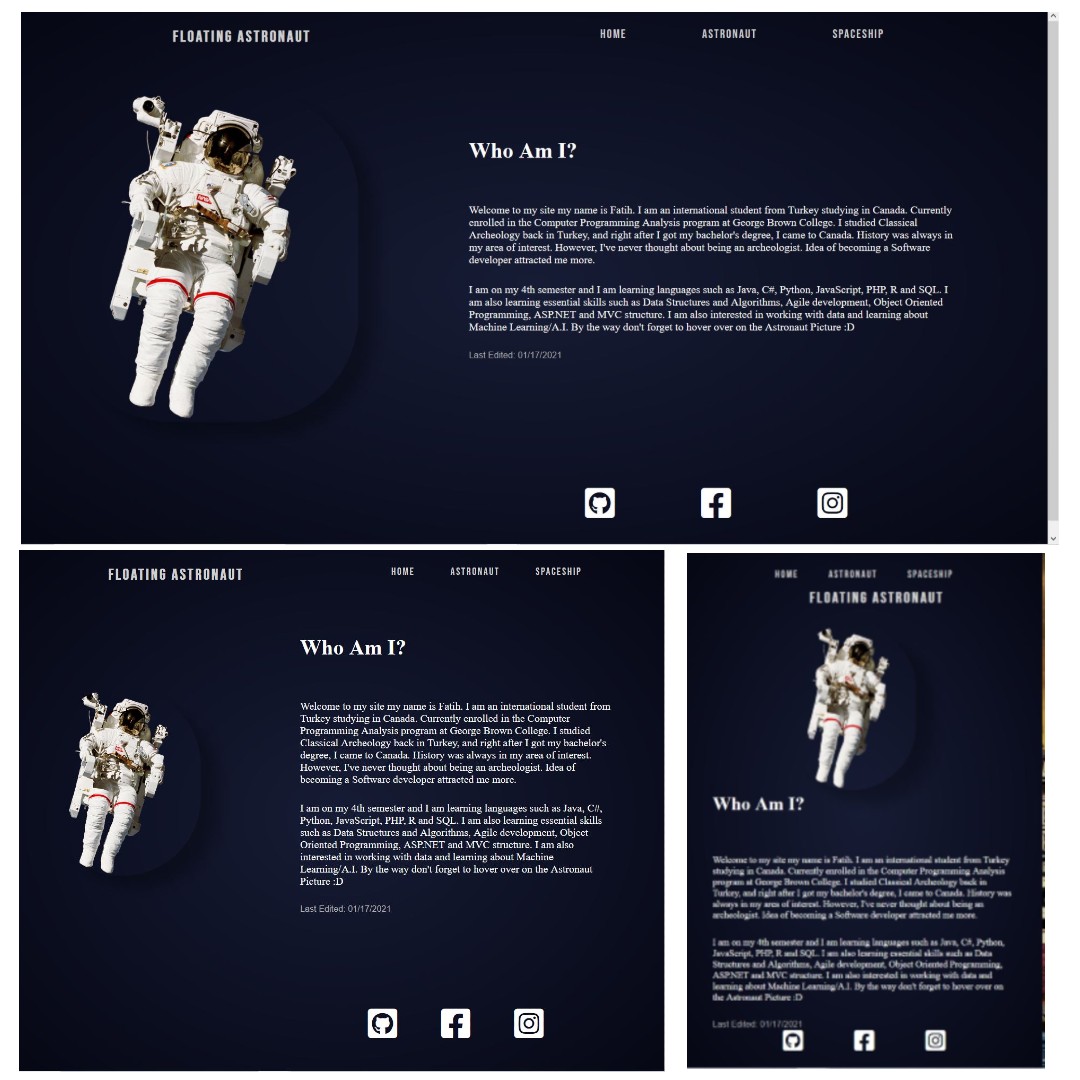 FLOATING ASTRONAUT HOME ASTRONAUT SPACESHIP
Who Am I?
Welcome to my site my name is Fatih. I am an international student from Turkey studying in Canada. Currently
enrolled in the Computer Programming Analysis program at George Brown College. I studied Classical
Archeology back in Turkey, and right after I got my bachelor's degree, I came to Canada. History was always in
my area of interest. However, I've never thought about being an archeologist. Idea of becoming a Software
developer attracted me more.
I am on my 4th semester and I am learning languages such as Java, C#, Python, JavaScript, PHP, R and SQL. I
am also learning essential skills such as Data Structures and Algorithms, Agile development, Object Oriented
Programming, ASP.NET and MVC structure. I am also interested in working with data and learning about
Machine Learning/A.I. By the way don't forget to hover over on the Astronaut Picture :D
Last Edited: 01/17/2021
FLOATING ASTRONAUT HOME ASTRONAUT SPACESHIP
Who Am I?
Welcome to my site my name is Fatih. I am an international student from
Turkey studying in Canada. Currently enrolled in the Computer
Programming Analysis program at George Brown College. I studied
Classical Archeology back in Turkey, and right after I got my bachelor's
degree, I came to Canada. History was always in my area of interest.
However, I've never thought about being an archeologist. Idea of
becoming a Software developer attracted me more.
I am on my 4th semester and I am learning languages such as Java, C#,
Python, JavaScript, PHP, R and SQL. I am also learning essential skills
such as Data Structures and Algorithms, Agile development, Object
Oriented Programming, ASP.NET and MVC structure. I am also
interested in working with data and learning about Machine
Learning/A.I. By the way don't forget to hover over on the Astronaut
Picture :D
Last Edited: 01/17/2021
HOME ASTRONAUT SPACESHIP
FLOATING ASTRONAUT
Who Am I?
Welcome to my site my name is Fatih. I am an international student from Turkey
studying in Canada. Currently enrolled in the Computer Programming Analysis
program at George Brown College. I studied Classical Archeology back in
Turkey, and right after I got my bachelor's degree, I came to Canada. History was
always in my area of interest. However, I've never thought about being an
archeologist. Idea of becoming a Software developer attracted me more.
I am on my 4th semester and I am learning languages such as Java, C#, Python,
JavaScript, PHP, R and SQL. I am also learning essential skills such as Data
Structures and Algorithms, Agile development, Object Oriented Programming,
ASP.NET and MVC structure. I am also interested in working with data and
learning about Machine Learning/A.I. By the way don't forget to hover over on
the Astronaut Picture :D
Last Edited: 01/17/2021